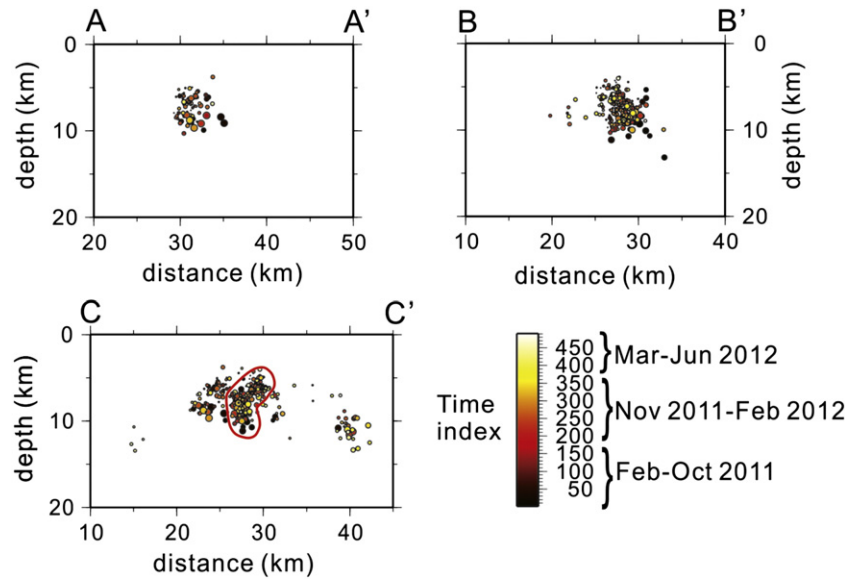 A A’
0
10
20
depth (km)
20 30 40 50
distance (km)
B B’
0
10
20
depth (km)
10 20 30 40
distance (km)
C C’
0
10
20
depth (km)
10 20 30 40
distance (km)
Time
index
450
400
350
300
250
200
150
100
50
Mar-Jun 2012
Nov 2011-Feb 2012
Feb-Oct 2011